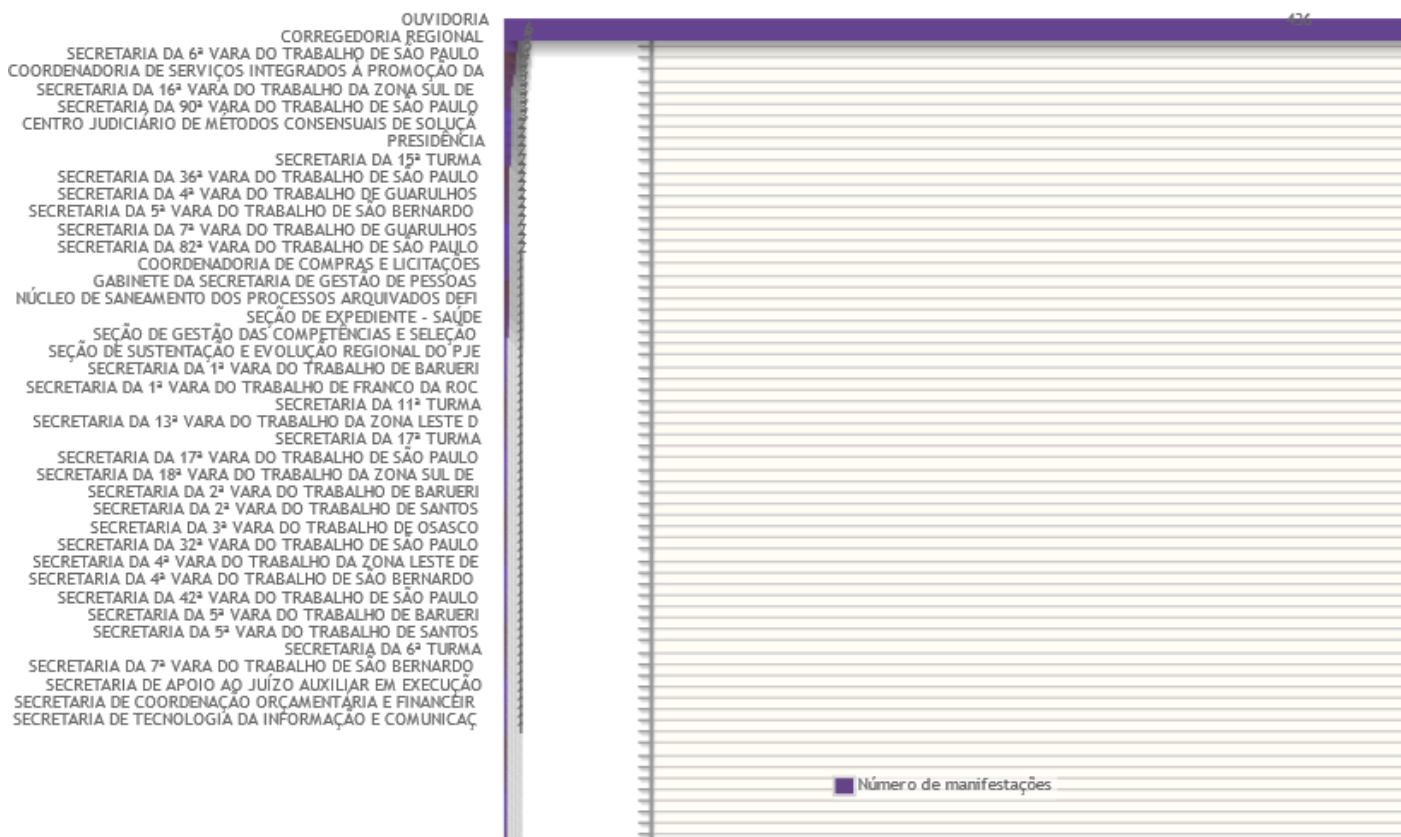 OUVIDORIA 436
CORREGEDORIA REGIONAL
SECRETARIA DA 6ª VARA DO TRABALHO DE SÃO PAULO
COORDENADORIA DE SERVIÇOS INTEGRADOS À PROMOÇÃO DA
SECRETARIA DA 16ª VARA DO TRABALHO DA ZONA SUL DE
SECRETARIA DA 90ª VARA DO TRABALHO DE SÃO PAULO
CENTRO JUDICIÁRIO DE MÉTODOS CONSENSUAIS DE SOLUÇÃ 2
PRESIDÊNCIA 2
SECRETARIA DA 15ª TURMA 2
SECRETARIA DA 36ª VARA DO TRABALHO DE SÃO PAULO 2
SECRETARIA DA 4ª VARA DO TRABALHO DE GUARULHOS 2
SECRETARIA DA 5ª VARA DO TRABALHO DE SÃO BERNARDO 2
SECRETARIA DA 7ª VARA DO TRABALHO DE GUARULHOS 2
SECRETARIA DA 82ª VARA DO TRABALHO DE SÃO PAULO 2
COORDENADORIA DE COMPRAS E LICITAÇÕES
GABINETE DA SECRETARIA DE GESTÃO DE PESSOAS
NÚCLEO DE SANEAMENTO DOS PROCESSOS ARQUIVADOS DEFI
SEÇÃO DE EXPEDIENTE - SAÚDE
SEÇÃO DE GESTÃO DAS COMPETÊNCIAS E SELEÇÃO
SEÇÃO DE SUSTENTAÇÃO E EVOLUÇÃO REGIONAL DO PJE
SECRETARIA DA 1ª VARA DO TRABALHO DE BARUERI
SECRETARIA DA 1ª VARA DO TRABALHO DE FRANCO DA ROC
SECRETARIA DA 11ª TURMA
SECRETARIA DA 13ª VARA DO TRABALHO DA ZONA LESTE D
SECRETARIA DA 17ª TURMA
SECRETARIA DA 17ª VARA DO TRABALHO DE SÃO PAULO
SECRETARIA DA 18ª VARA DO TRABALHO DA ZONA SUL DE
SECRETARIA DA 2ª VARA DO TRABALHO DE BARUERI
SECRETARIA DA 2ª VARA DO TRABALHO DE SANTOS
SECRETARIA DA 3ª VARA DO TRABALHO DE OSASCO
SECRETARIA DA 32ª VARA DO TRABALHO DE SÃO PAULO
SECRETARIA DA 4ª VARA DO TRABALHO DA ZONA LESTE DE
SECRETARIA DA 4ª VARA DO TRABALHO DE SÃO BERNARDO
SECRETARIA DA 42ª VARA DO TRABALHO DE SÃO PAULO
SECRETARIA DA 5ª VARA DO TRABALHO DE BARUERI
SECRETARIA DA 5ª VARA DO TRABALHO DE SANTOS
SECRETARIA DA 6ª TURMA
SECRETARIA DA 7ª VARA DO TRABALHO DE SÃO BERNARDO
SECRETARIA DE APOIO AO JUÍZO AUXILIAR EM EXECUÇÃO
SECRETARIA DE COORDENAÇÃO ORÇAMENTÁRIA E FINANCEIR
SECRETARIA DE TECNOLOGIA DA INFORMAÇÃO E COMUNICAÇ
Número de manifestações